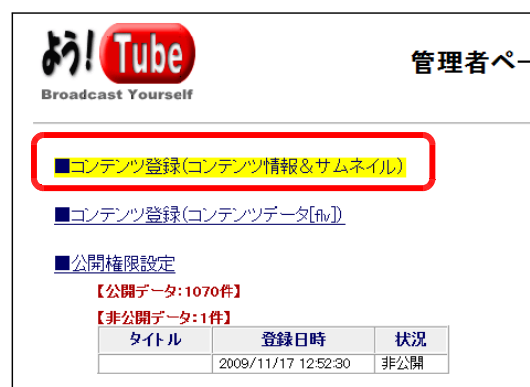 よう! Tube
Broadcast Yourself
管理者ペー
■コンテンツ登録(コンテンツ情報&サムネイル)
■コンテンツ登録(コンテンツデータ[flv])
■公開権限設定
【公開データ:1070件】
【非公開データ:1件】
タイトル 登録日時 状況
2009/11/17 12:52:30 非公開